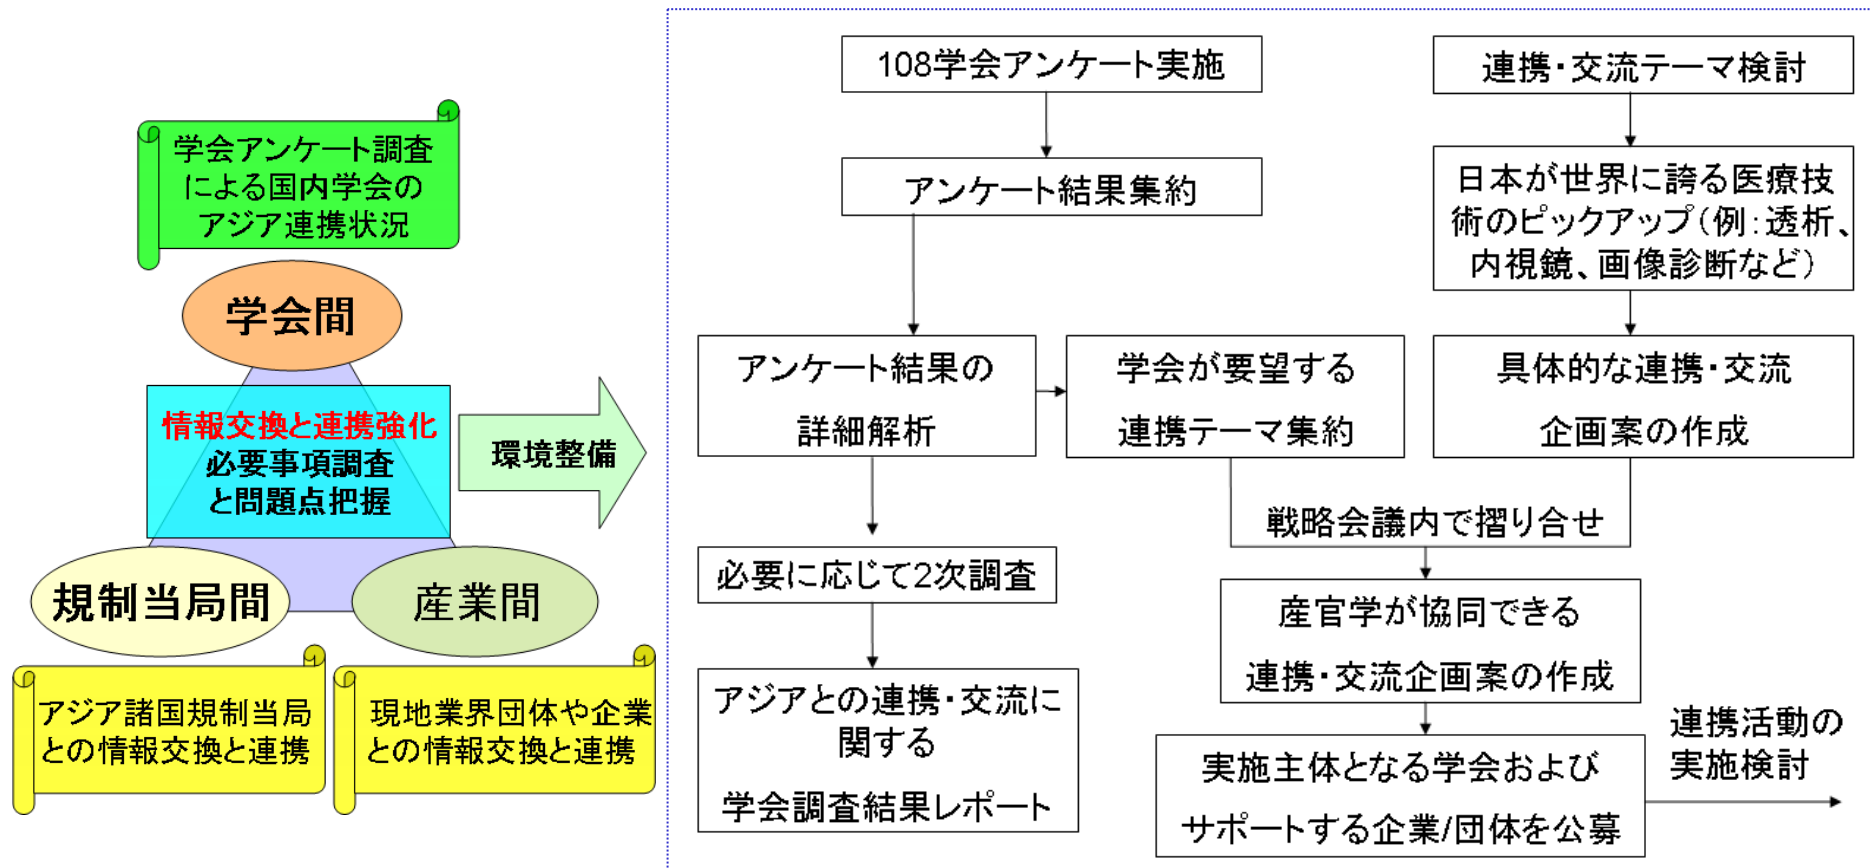 学会アンケート調査
による国内学会の
アジア連携状況
学会間
情報交換と連携強化
必要事項調査
と問題点把握
規制当局間
産業間
アジア諸国規制当局
との情報交換と連携
現地業界団体や企業
との情報交換と連携
環境整備
108学会アンケート実施
アンケート結果集約
アンケート結果の
詳細解析
学会が要望する
連携テーマ集約
必要に応じて2次調査
アジアとの連携・交流に
関する
学会調査結果レポート
連携・交流テーマ検討
日本が世界に誇る医療技
術のピックアップ(例:透析、
内視鏡、画像診断など)
具体的な連携・交流
企画案の作成
戦略会議内で摺り合せ
産官学が協同できる
連携・交流企画案の作成
実施主体となる学会および
サポートする企業/団体を公募
連携活動の
実施検討